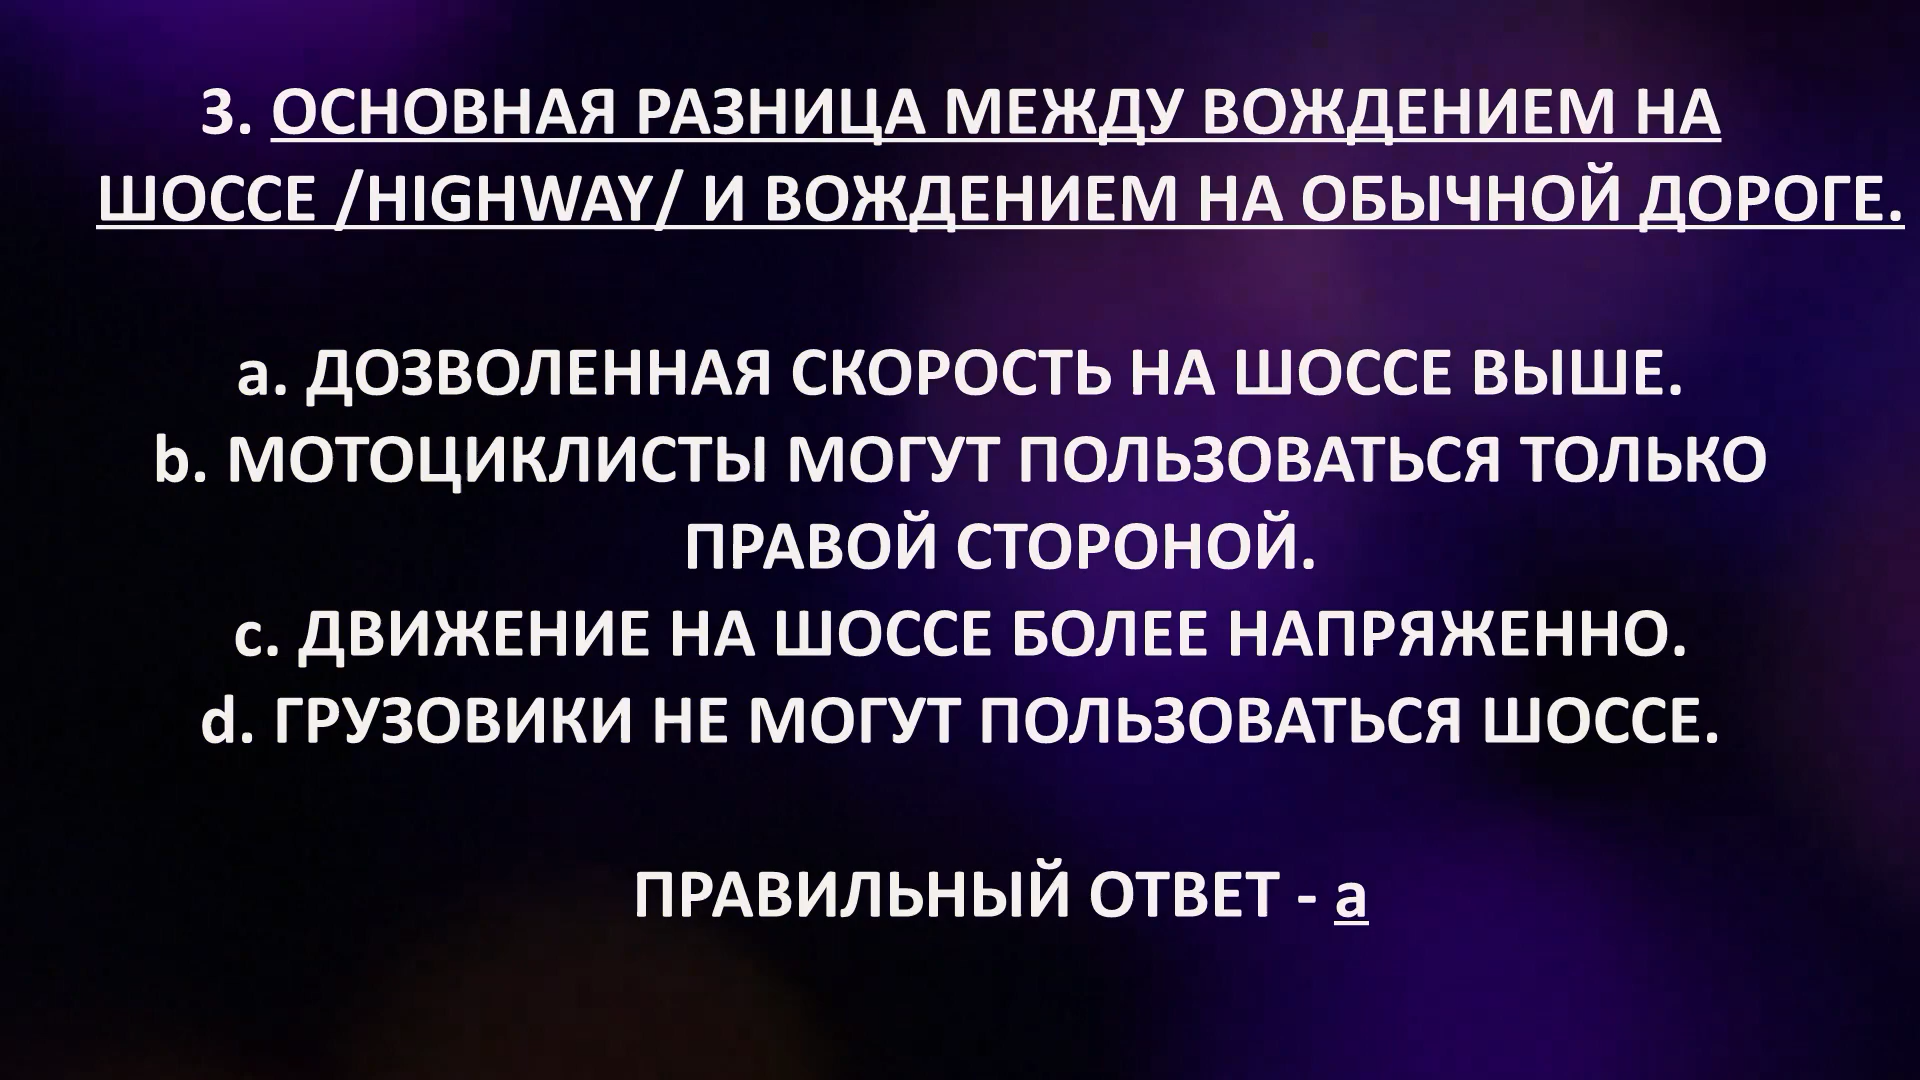 3. ОСНОВНАЯ РАЗНИЦА МЕЖДУ ВОЖДЕНИЕМ НА
ШОССЕ /HIGHWAY/ И ВОЖДЕНИЕМ НА ОБЫЧНОЙ ДОРОГЕ.
a. ДОЗВОЛЕННАЯ СКОРОСТЬ НА ШОССЕ ВЫШЕ.
b. МОТОЦИКЛИСТЫ МОГУТ ПОЛЬЗОВАТЬСЯ ТОЛЬКО
ПРАВОЙ СТОРОНОЙ.
c. ДВИЖЕНИЕ НА ШОССЕ БОЛЕЕ НАПРЯЖЕННО.
d. ГРУЗОВИКИ НЕ МОГУТ ПОЛЬЗОВАТЬСЯ ШОССЕ.
ПРАВИЛЬНЫЙ ОТВЕТ - a